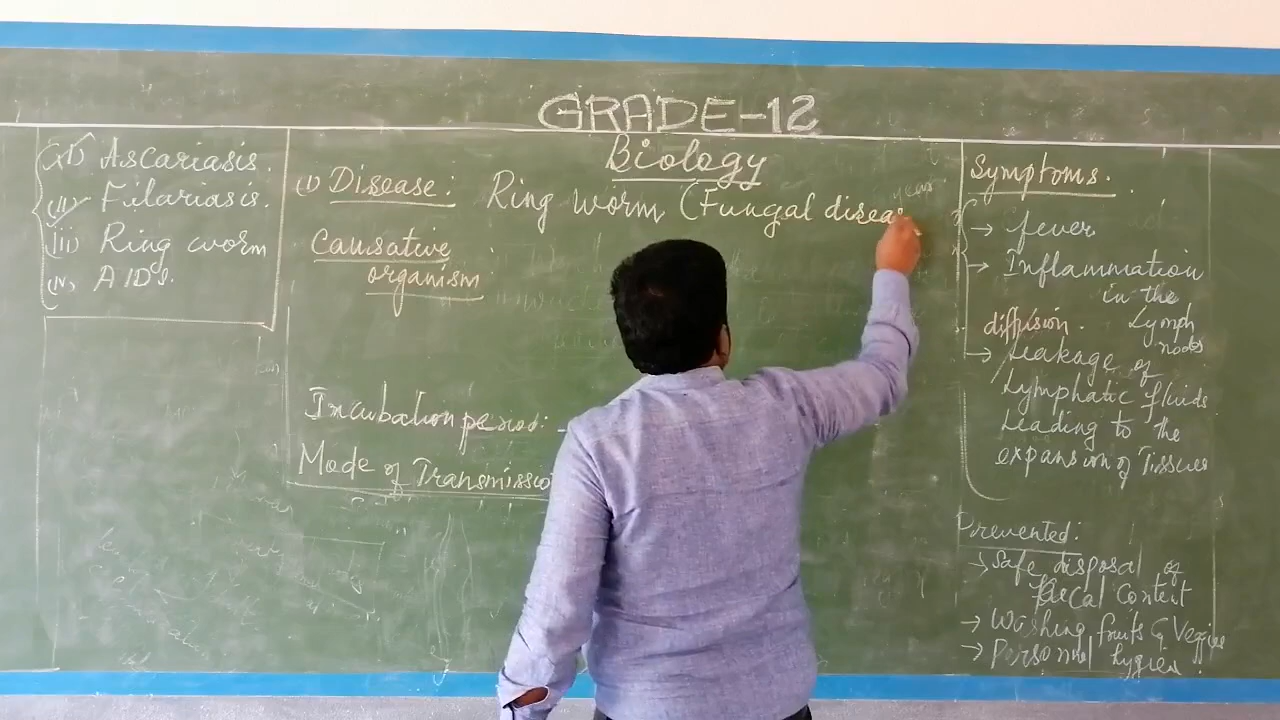 GRADE-12
Biology
(i) Ascariasis.
(ii) Filariasis.
(iii) Ring worm
(iv) AIDS.
(1) Disease: Ring worm (Fungal disea
Causative
organism:
Incubation period: -
Mode of Transmissio
Symptoms.
→ fever
→ Inflammation
in the
Lymph
nodes
diffusion.
→ Leakage of
Lymphatic fluids
Leading to the
expansion of Tissues
Prevented:
→ Safe disposal of
faecal Content
→ Washing fruits & Veggies
→ Personal hygien